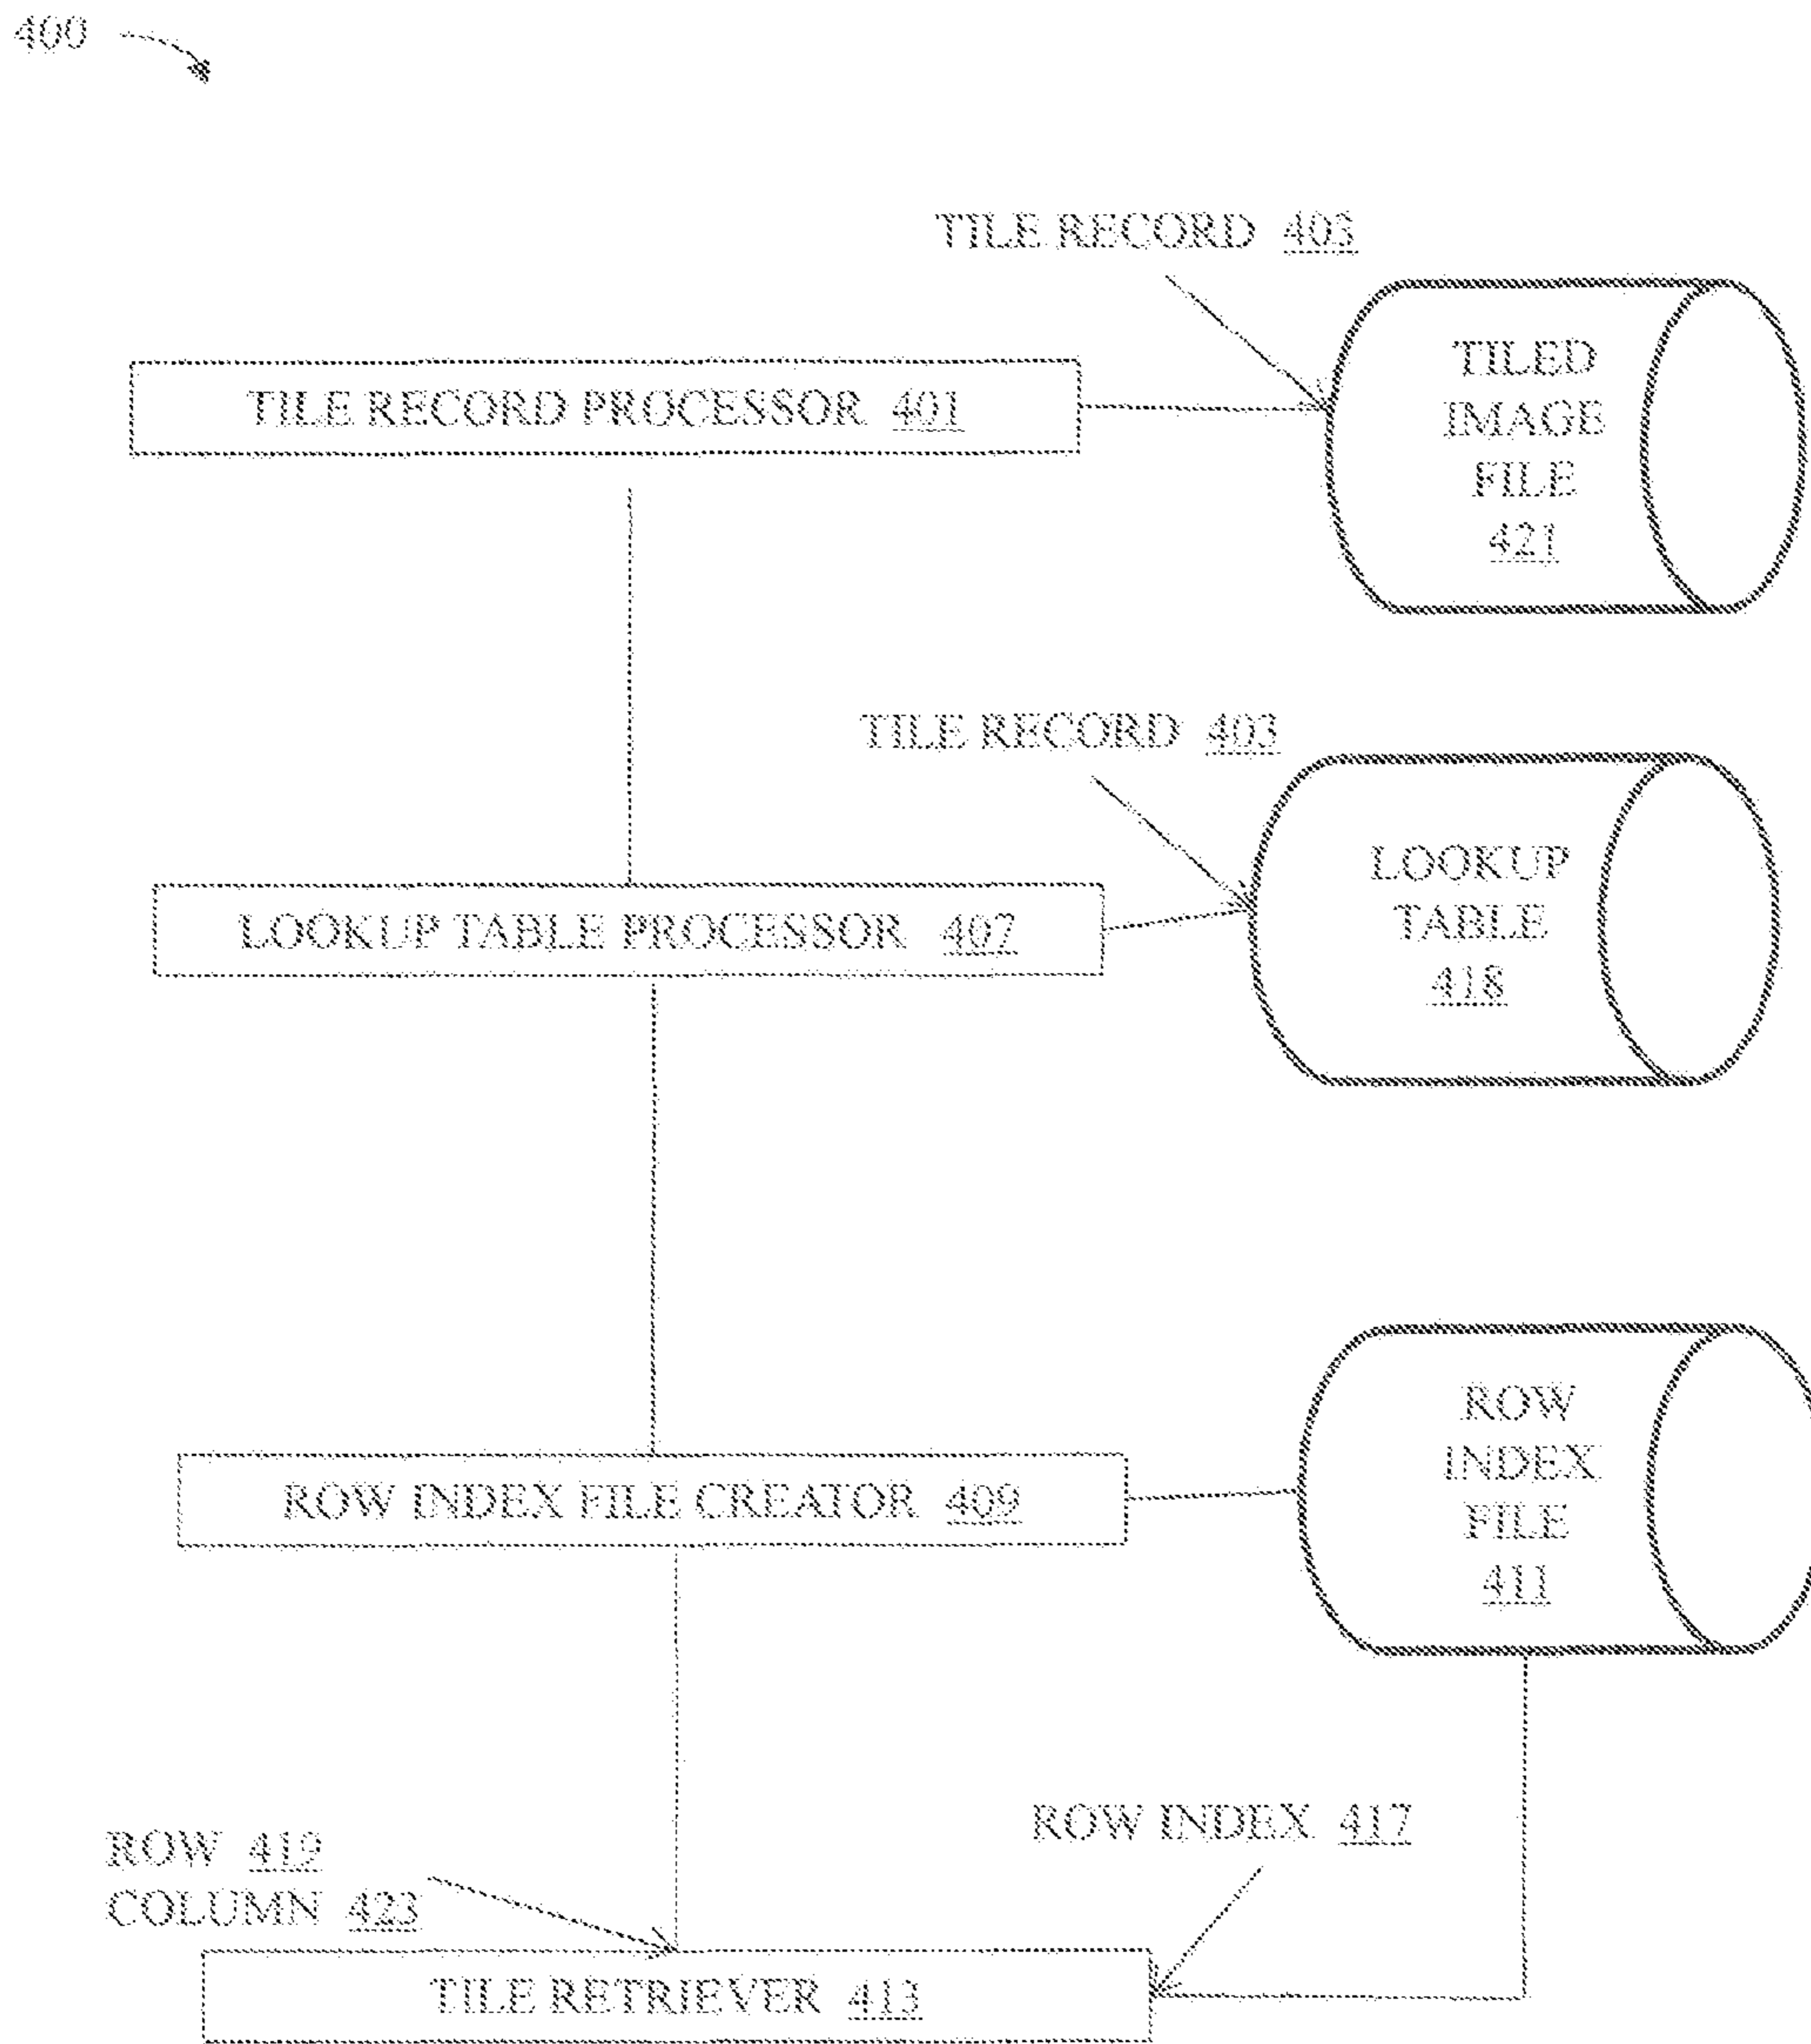 400
TILE RECORD 403
TILE RECORD PROCESSOR 401
TILED
IMAGE
FILE
421
TILE RECORD 403
LOOKUP TABLE PROCESSOR 407
LOOKUP
TABLE
418
ROW INDEX FILE CREATOR 409
ROW
INDEX
FILE
411
ROW INDEX 417
ROW 419
COLUMN 423
TILE RETRIEVER 413